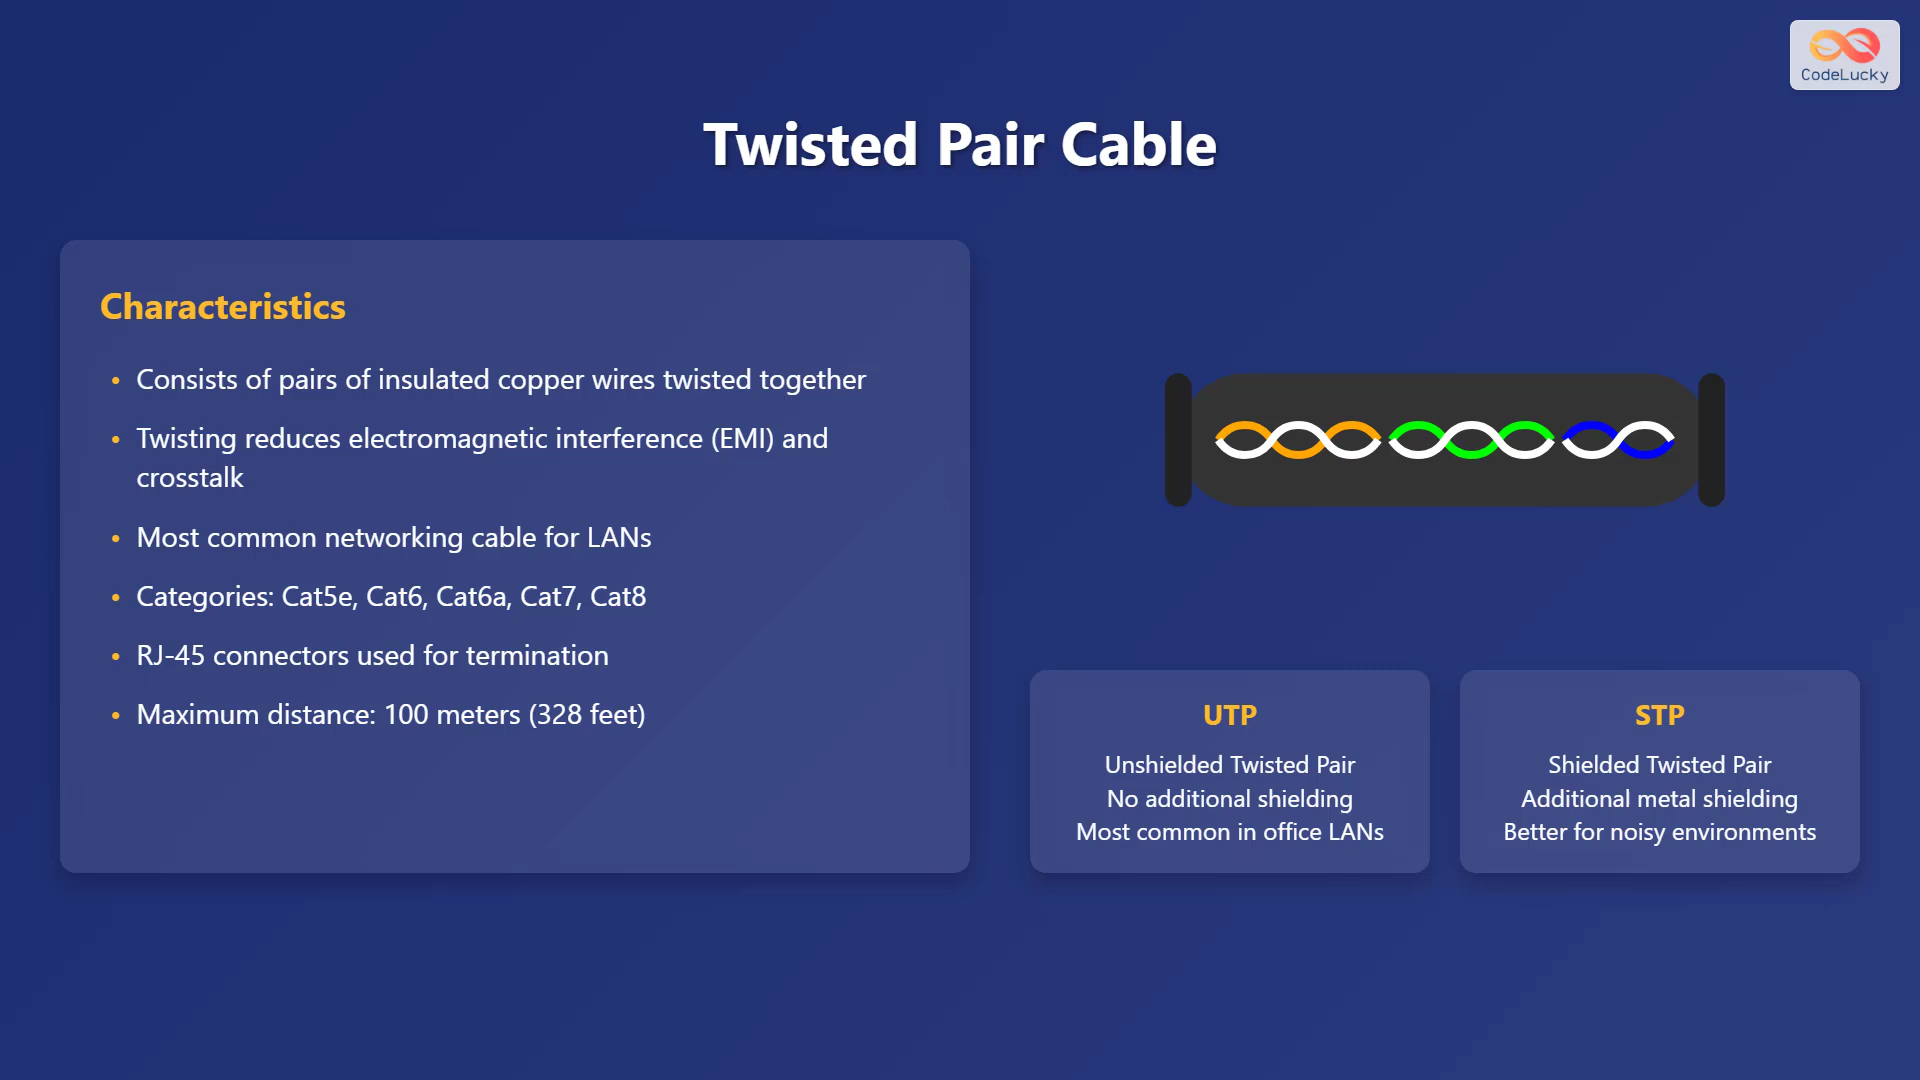 CodeLucky
Twisted Pair Cable
Characteristics
• Consists of pairs of insulated copper wires twisted together
• Twisting reduces electromagnetic interference (EMI) and
crosstalk
• Most common networking cable for LANs
• Categories: Cat5e, Cat6, Cat6a, Cat7, Cat8
• RJ-45 connectors used for termination
• Maximum distance: 100 meters (328 feet)
UTP
Unshielded Twisted Pair
No additional shielding
Most common in office LANs
STP
Shielded Twisted Pair
Additional metal shielding
Better for noisy environments